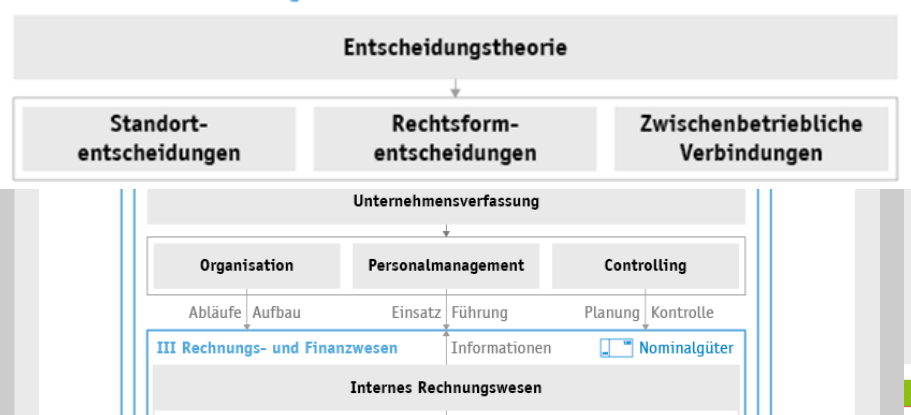 Entscheidungstheorie
Standort-
entscheidungen
Rechtsform-
entscheidungen
Zwischenbetriebliche
Verbindungen
Unternehmensverfassung
Organisation
Personalmanagement
Controlling
Abläufe Aufbau
Einsatz Führung
Planung Kontrolle
III Rechnungs- und Finanzwesen
Informationen
Nominalgüter
Internes Rechnungswesen